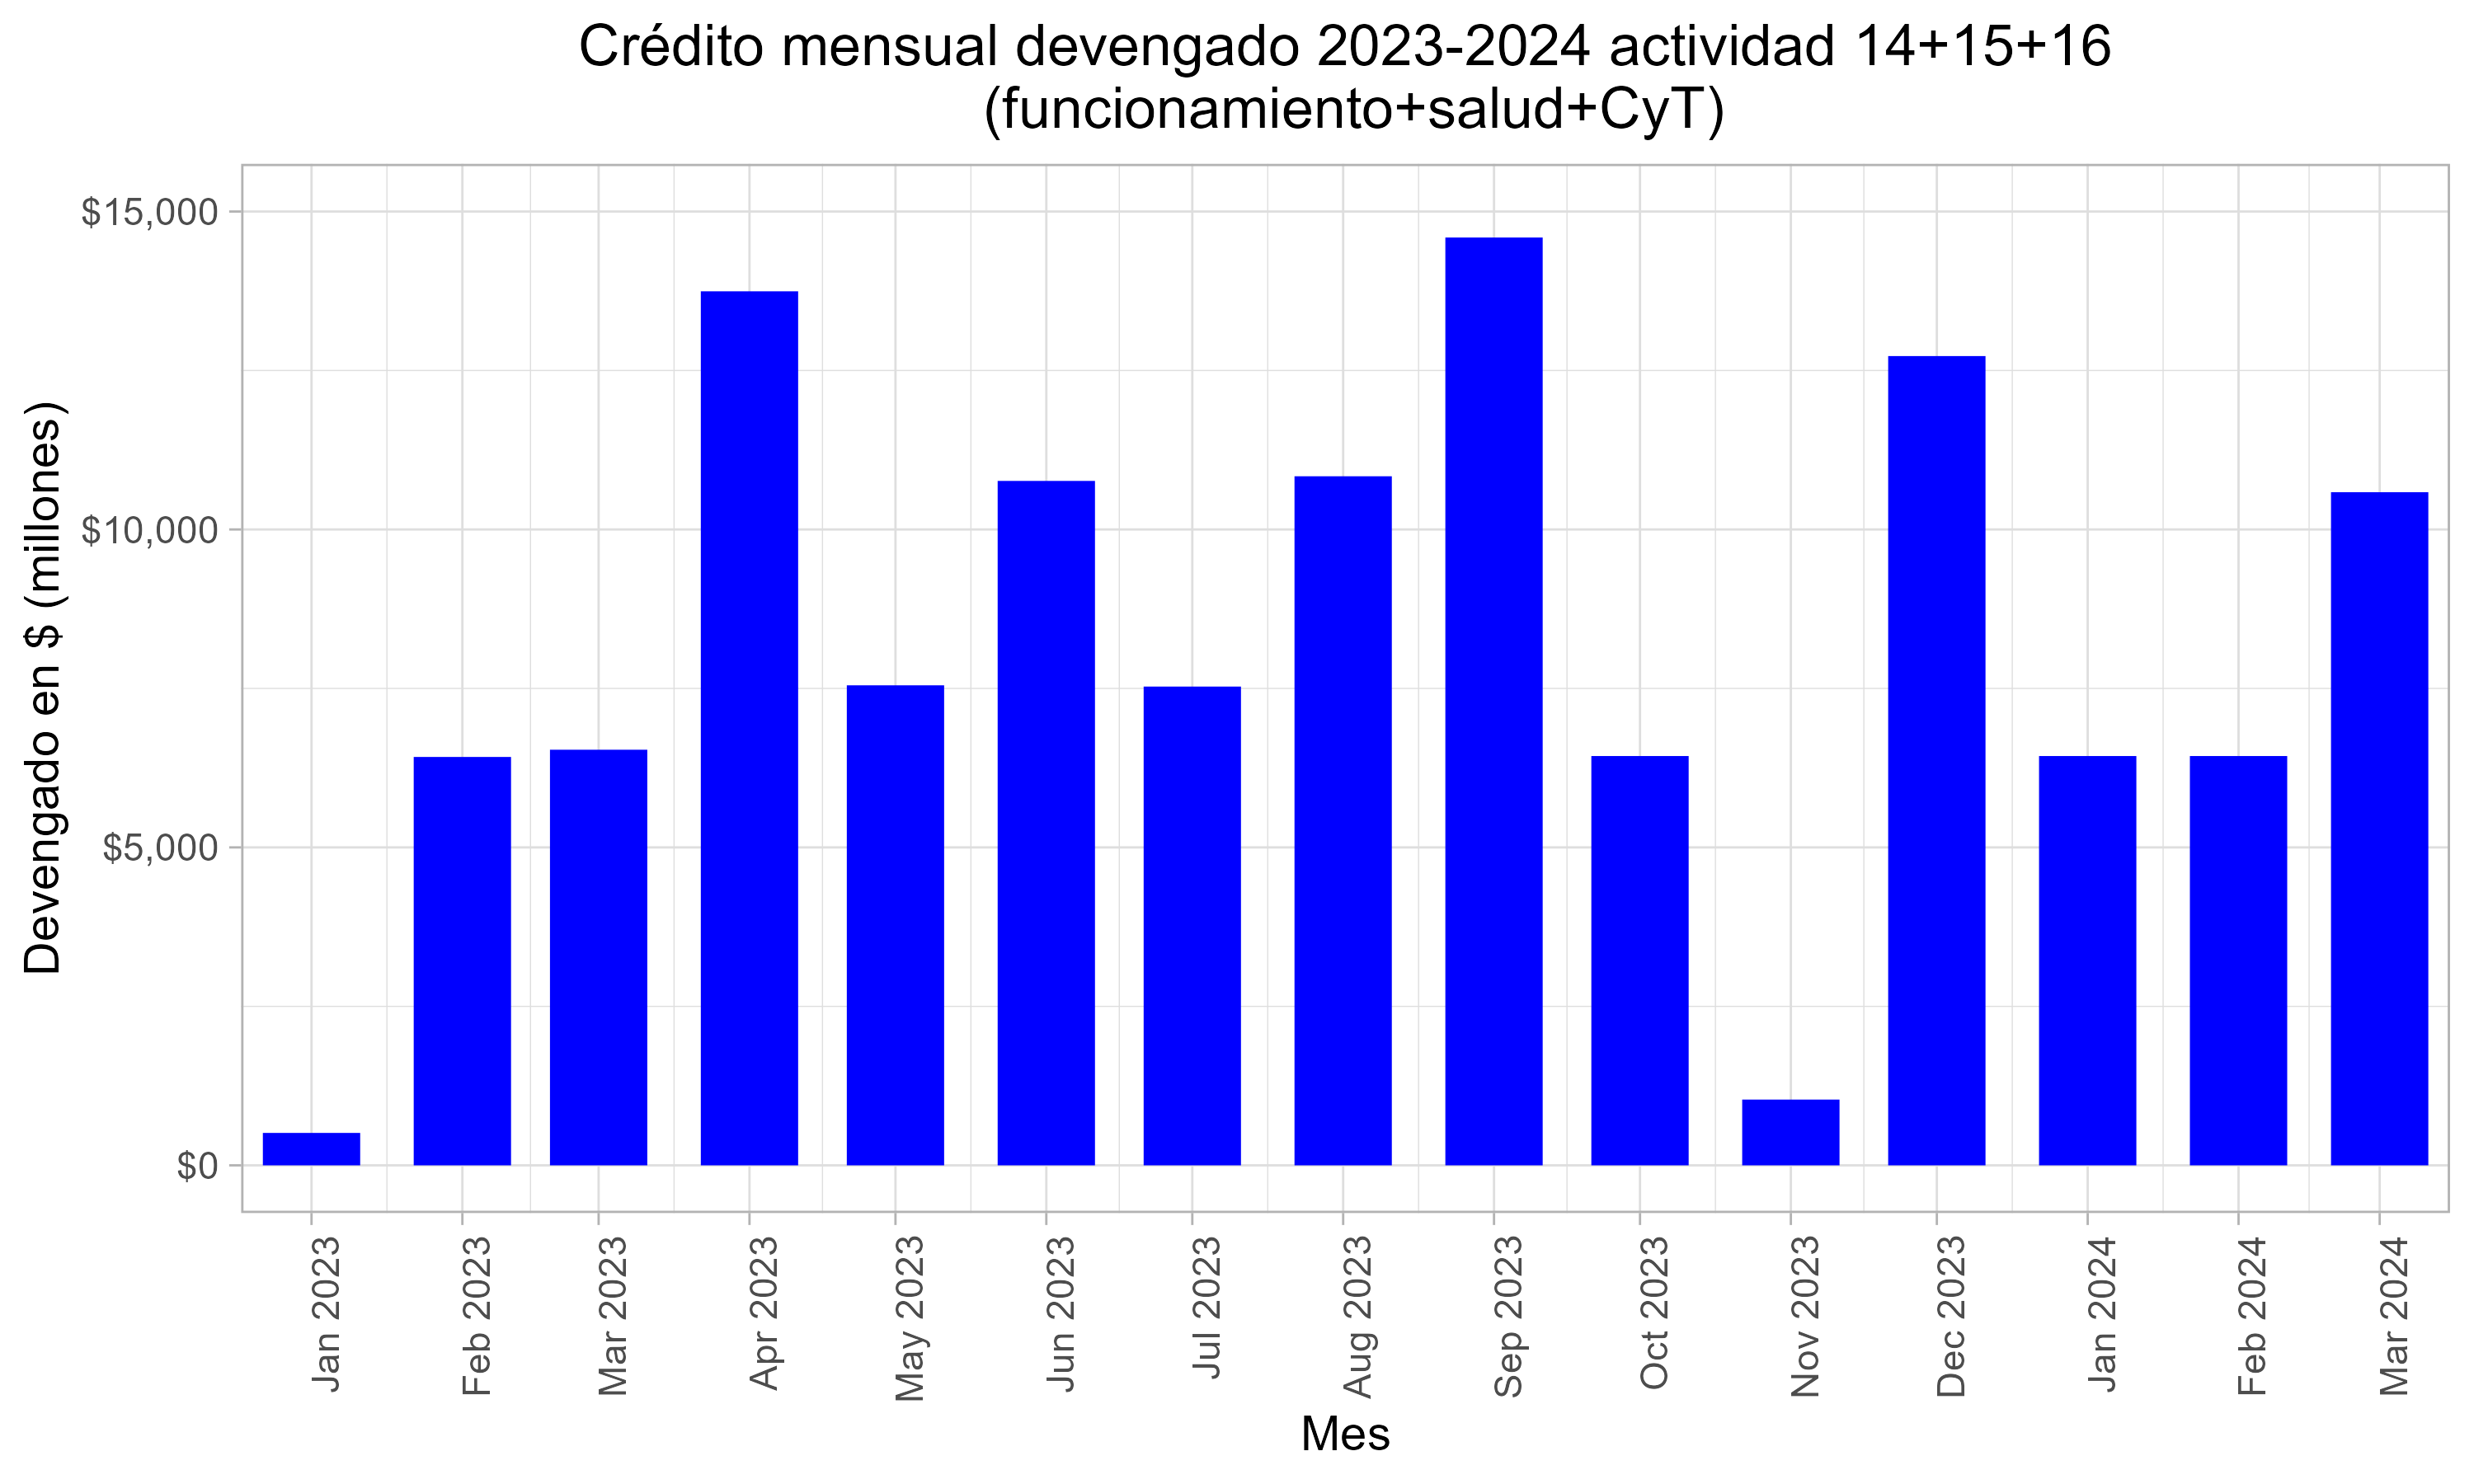 Crédito mensual devengado 2023-2024 actividad 14+15+16
(funcionamiento+salud+CyT)
Devengado en $ (millones)
$15,000
$10,000
$5,000
$0
Jan 2023
Feb 2023
Mar 2023
Apr 2023
May 2023
Jun 2023
Jul 2023
Aug 2023
Sep 2023
Oct 2023
Nov 2023
Dec 2023
Jan 2024
Feb 2024
Mar 2024
Mes